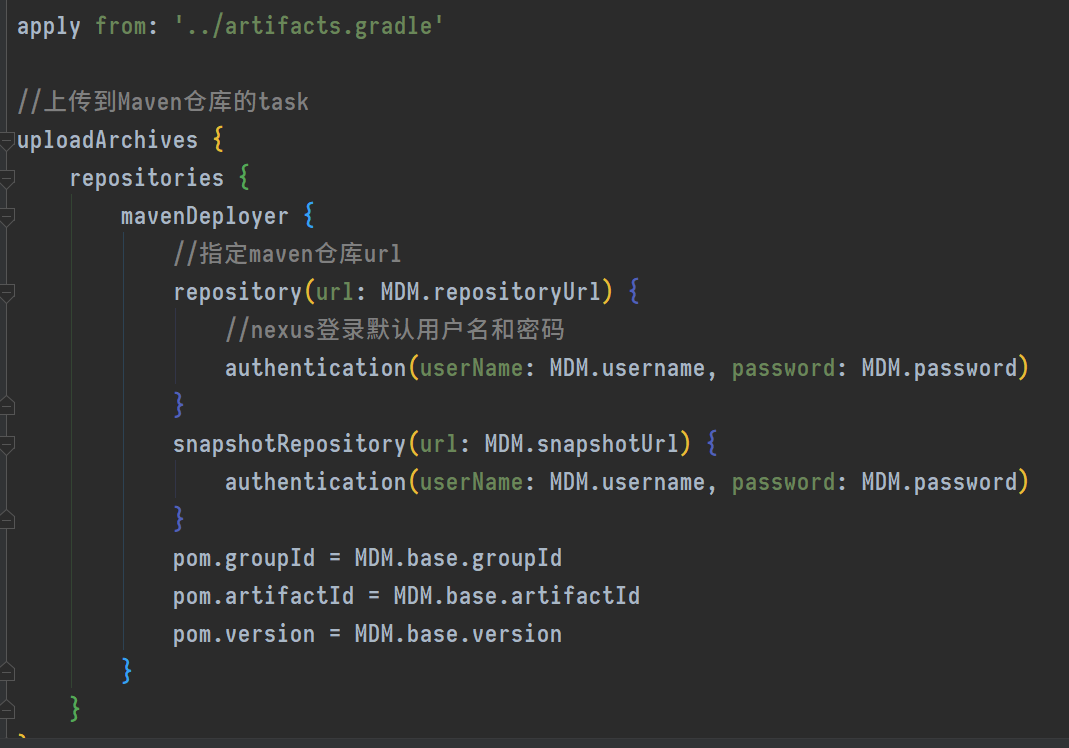 apply from: '../artifacts.gradle'
//上传到Maven仓库的task
uploadArchives {
repositories {
mavenDeployer {
//指定maven仓库url
repository(url: MDM.repositoryUrl) {
//nexus登录默认用户名和密码
authentication(userName: MDM.username, password: MDM.password)
}
snapshotRepository(url: MDM.snapshotUrl) {
authentication(userName: MDM.username, password: MDM.password)
}
pom.groupId = MDM.base.groupId
pom.artifactId = MDM.base.artifactId
pom.version = MDM.base.version
}
}